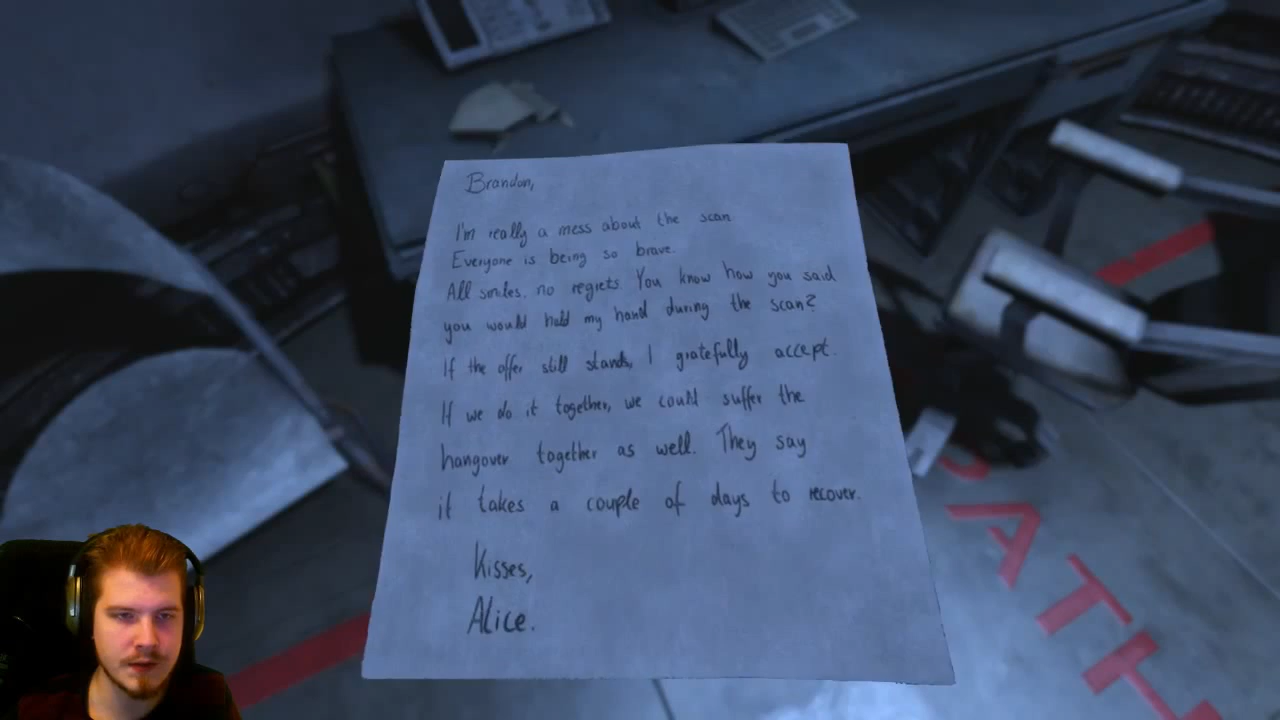 Brandon,
I'm really a mess about the scan
Everyone is being so brave.
All smiles, no regrets. You know how you said
you would hold my hand during the scan?
If the offer still stands, I gratefully accept.
If we do it together, we could suffer the
hangover together as well. They say
it takes a couple of days to recover.
Kisses,
Alice.
PATH